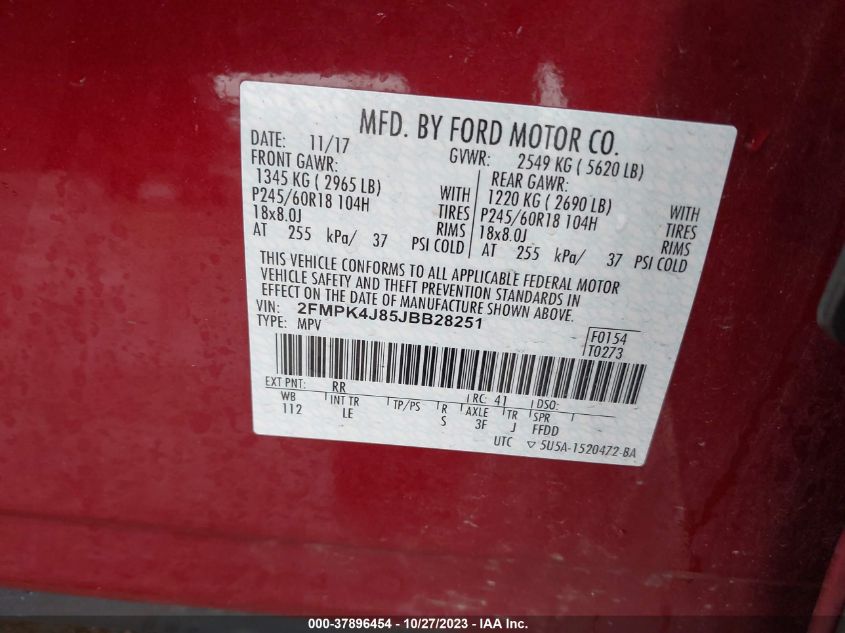 MFD. BY FORD MOTOR CO.
DATE: 11/17 GVWR: 2549 KG ( 5620 LB)
FRONT GAWR: REAR GAWR:
1345 KG ( 2965 LB) WITH 1220 KG ( 2690 LB) WITH
P245/60R18 104H TIRES P245/60R18 104H TIRES
18x8.0J RIMS 18x8.0J RIMS
AT 255 kPa/ 37 PSI COLD AT 255 kPa/ 37 PSI COLD
THIS VEHICLE CONFORMS TO ALL APPLICABLE FEDERAL MOTOR
VEHICLE SAFETY AND THEFT PREVENTION STANDARDS IN
EFFECT ON THE DATE OF MANUFACTURE SHOWN ABOVE.
VIN: 2FMPK4J85JBB28251
TYPE: MPV
F0154
T0273
EXT PNT: RR RC: 41 DSO:
WB INT TR TP/PS R AXLE TR SPR
112 LE S 3F J FFDD
UTC ▽ 5U5A-1520472-BA
000-37896454 - 10/27/2023 - IAA Inc.